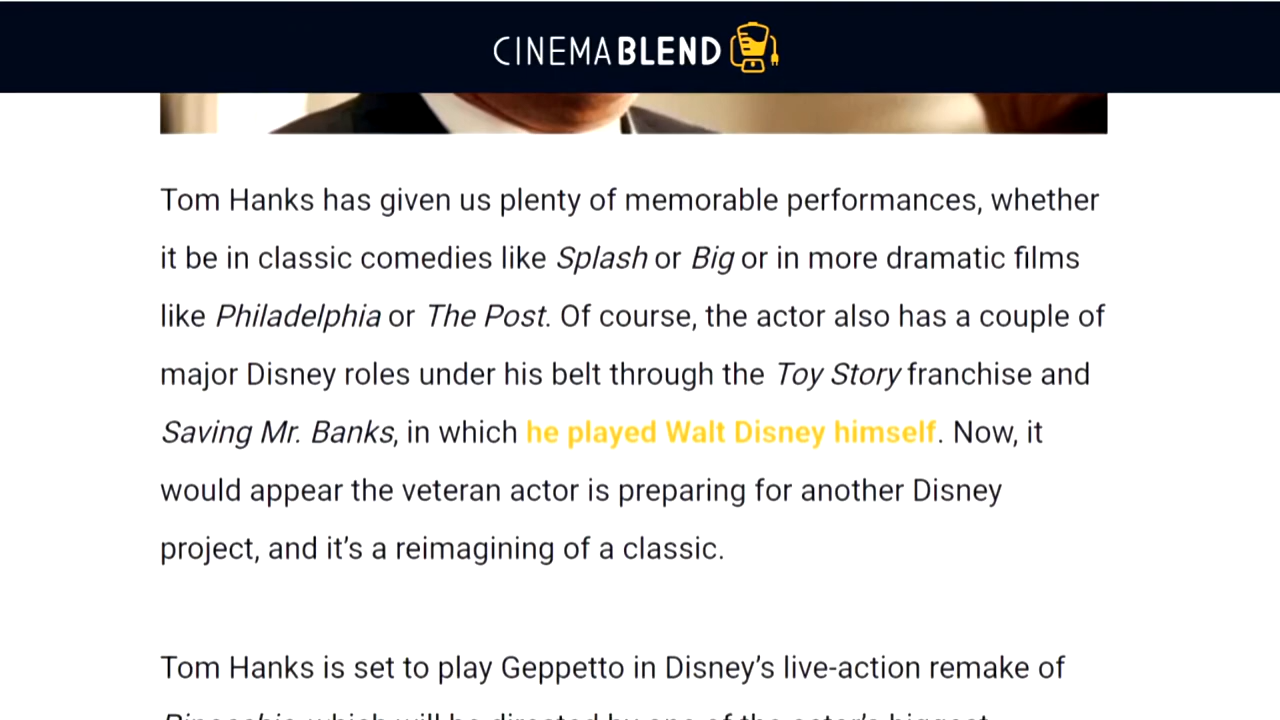 CINEMABLEND
Tom Hanks has given us plenty of memorable performances, whether
it be in classic comedies like Splash or Big or in more dramatic films
like Philadelphia or The Post. Of course, the actor also has a couple of
major Disney roles under his belt through the Toy Story franchise and
Saving Mr. Banks, in which he played Walt Disney himself. Now, it
would appear the veteran actor is preparing for another Disney
project, and it's a reimagining of a classic.
Tom Hanks is set to play Geppetto in Disney's live-action remake of